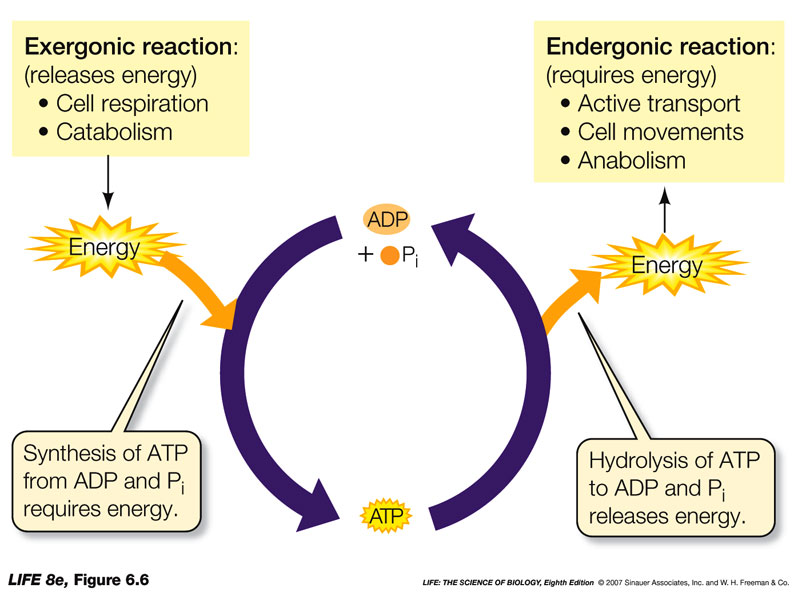 Exergonic reaction:
(releases energy)
• Cell respiration
• Catabolism
Endergonic reaction:
(requires energy)
• Active transport
• Cell movements
• Anabolism
Energy
ADP
+ Pi
Energy
Synthesis of ATP
from ADP and Pi
requires energy.
ATP
Hydrolysis of ATP
to ADP and Pi
releases energy.
LIFE 8e, Figure 6.6
LIFE: THE SCIENCE OF BIOLOGY, Eighth Edition © 2007 Sinauer Associates, Inc. and W. H. Freeman & Co.